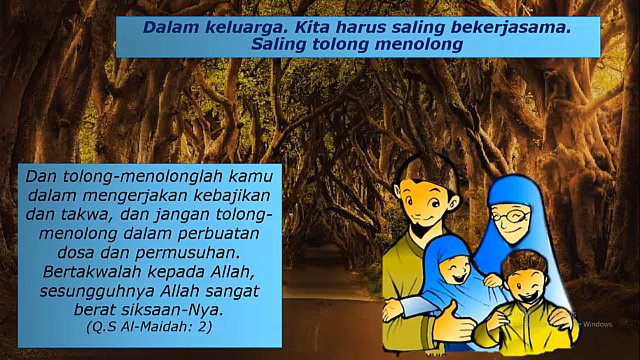 Dalam keluarga. Kita harus saling bekerjasama.
Saling tolong menolong
Dan tolong-menolonglah kamu
dalam mengerjakan kebajikan
dan takwa, dan jangan tolong-
menolong dalam perbuatan
dosa dan permusuhan.
Bertakwalah kepada Allah,
sesungguhnya Allah sangat
berat siksaan-Nya.
(Q.S Al-Maidah: 2)
Windows.